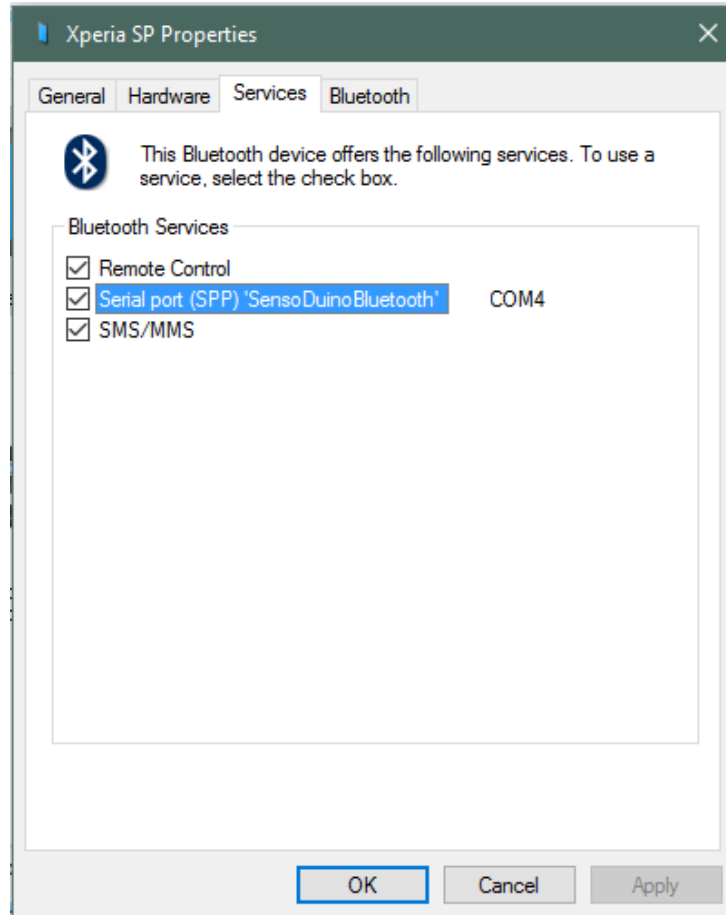 Xperia SP Properties
General Hardware Services Bluetooth
This Bluetooth device offers the following services. To use a
service, select the check box.
Bluetooth Services
Remote Control
Serial port (SPP) 'SensoDuinoBluetooth' COM4
SMS/MMS
OK Cancel Apply